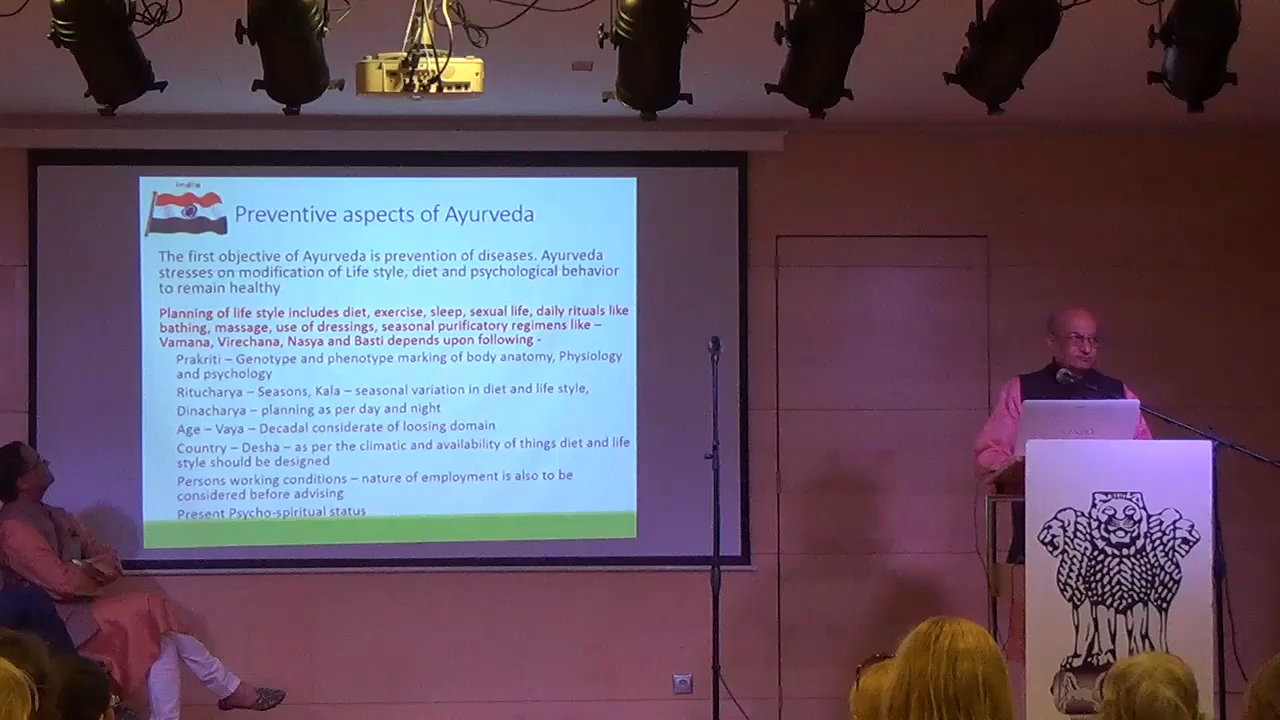 Preventive aspects of Ayurveda
The first objective of Ayurveda is prevention of diseases. Ayurveda
stresses on modification of Life style, diet and psychological behavior
to remain healthy
Planning of life style includes diet, exercise, sleep, sexual life, daily rituals like
bathing, massage, use of dressings, seasonal purificatory regimens like –
Vamana, Virechana, Nasya and Basti depends upon following -
Prakriti – Genotype and phenotype marking of body anatomy, Physiology
and psychology
Ritucharya – Seasons, Kala – seasonal variation in diet and life style,
Dinacharya – planning as per day and night
Age – Vaya – Decadal considerate of loosing domain
Country – Desha – as per the climatic and availability of things diet and life
style should be designed
Persons working conditions – nature of employment is also to be
considered before advising
Present Psycho-spiritual status